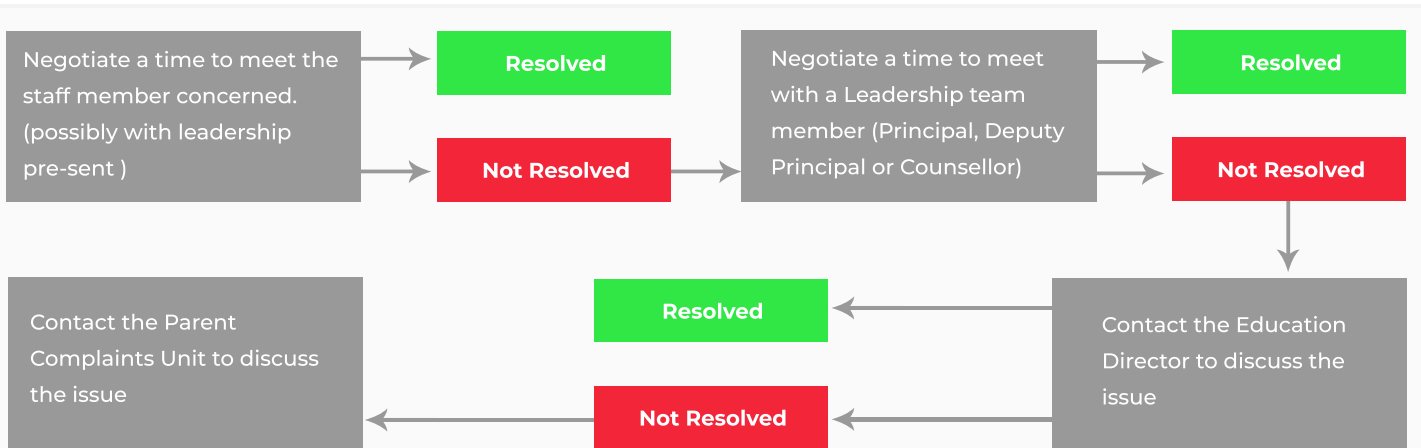 Negotiate a time to meet the
staff member concerned.
(possibly with leadership
pre-sent )
Resolved
Not Resolved
Negotiate a time to meet
with a Leadership team
member (Principal, Deputy
Principal or Counsellor)
Resolved
Not Resolved
Contact the Education
Director to discuss the
issue
Resolved
Not Resolved
Contact the Parent
Complaints Unit to discuss
the issue